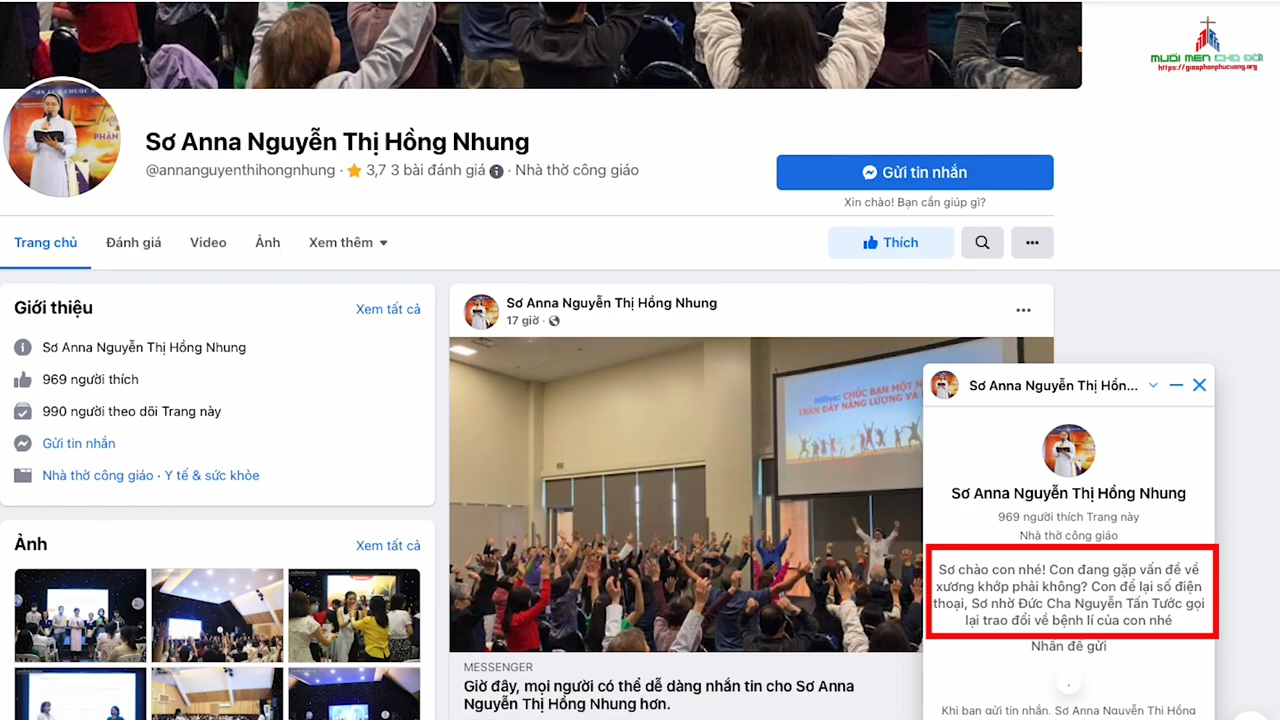 MUỐI MEN CHO ĐỜI
https://giaophanphucuong.org
Sơ Anna Nguyễn Thị Hồng Nhung
@annanguyenthihongnhung · 3,7 3 bài đánh giá · Nhà thờ công giáo
Gửi tin nhắn
Xin chào! Bạn cần giúp gì?
Trang chủ
Đánh giá
Video
Ảnh
Xem thêm
Thích
Giới thiệu
Xem tất cả
Sơ Anna Nguyễn Thị Hồng Nhung
969 người thích
990 người theo dõi Trang này
Gửi tin nhắn
Nhà thờ công giáo · Y tế & sức khỏe
Ảnh
Xem tất cả
Sơ Anna Nguyễn Thị Hồng Nhung
17 giờ ·
CHÚC BẠN MỘT N
TRÀN ĐẦY NĂNG LƯỢNG VÀ
MESSENGER
Giờ đây, mọi người có thể dễ dàng nhắn tin cho Sơ Anna
Nguyễn Thị Hồng Nhung hơn.
Sơ Anna Nguyễn Thị Hồn...
Sơ Anna Nguyễn Thị Hồng Nhung
969 người thích Trang này
Nhà thờ công giáo
Sơ chào con nhé! Con đang gặp vấn đề về
xương khớp phải không? Con để lại số điện
thoại, Sơ nhờ Đức Cha Nguyễn Tấn Tước gọi
lại trao đổi về bệnh lí của con nhé
Nhấn để gửi
Khi bạn gửi tin nhắn, Sơ Anna Nguyễn Thị Hồng